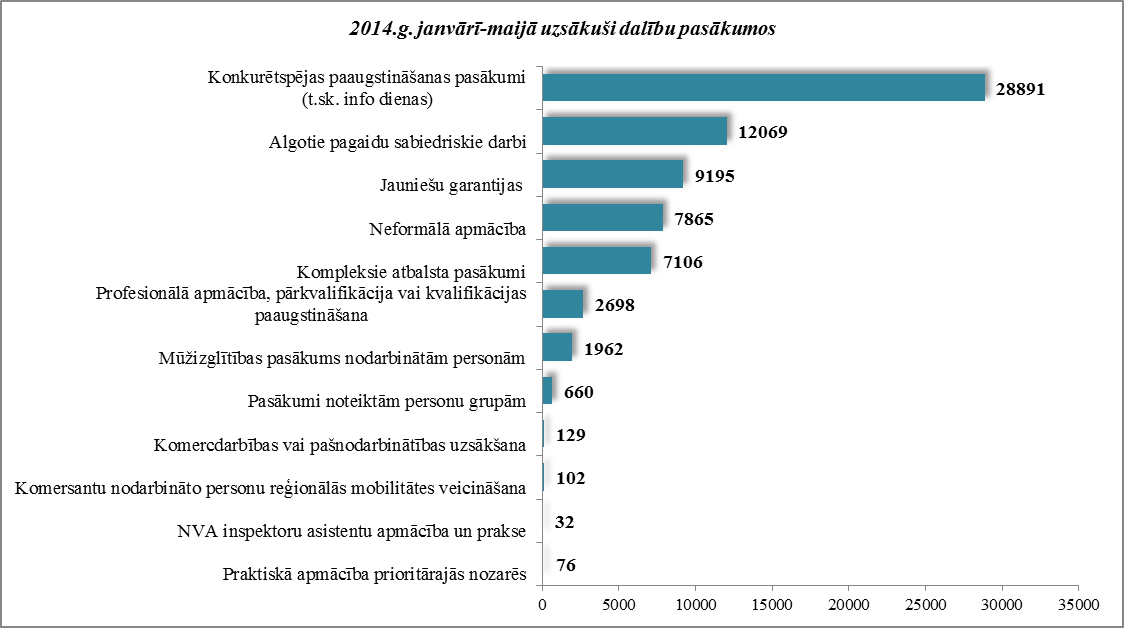 2014.g. janvārī-maijā uzsākuši dalību pasākumos
Konkurētspējas paaugstināšanas pasākumi
(t.sk. info dienas)
28891
Algotie pagaidu sabiedriskie darbi
12069
Jauniešu garantijas
9195
Neformālā apmācība
7865
Kompleksie atbalsta pasākumi
7106
Profesionālā apmācība, pārkvalifikācija vai kvalifikācijas
paaugstināšana
2698
Mūžizglītības pasākums nodarbinātām personām
1962
Pasākumi noteiktām personu grupām
660
Komercdarbības vai pašnodarbinātības uzsākšana
129
Komersantu nodarbināto personu reģionālās mobilitātes veicināšana
102
NVA inspektoru asistentu apmācība un prakse
32
Praktiskā apmācība prioritārajās nozarēs
76
0 5000 10000 15000 20000 25000 30000 35000